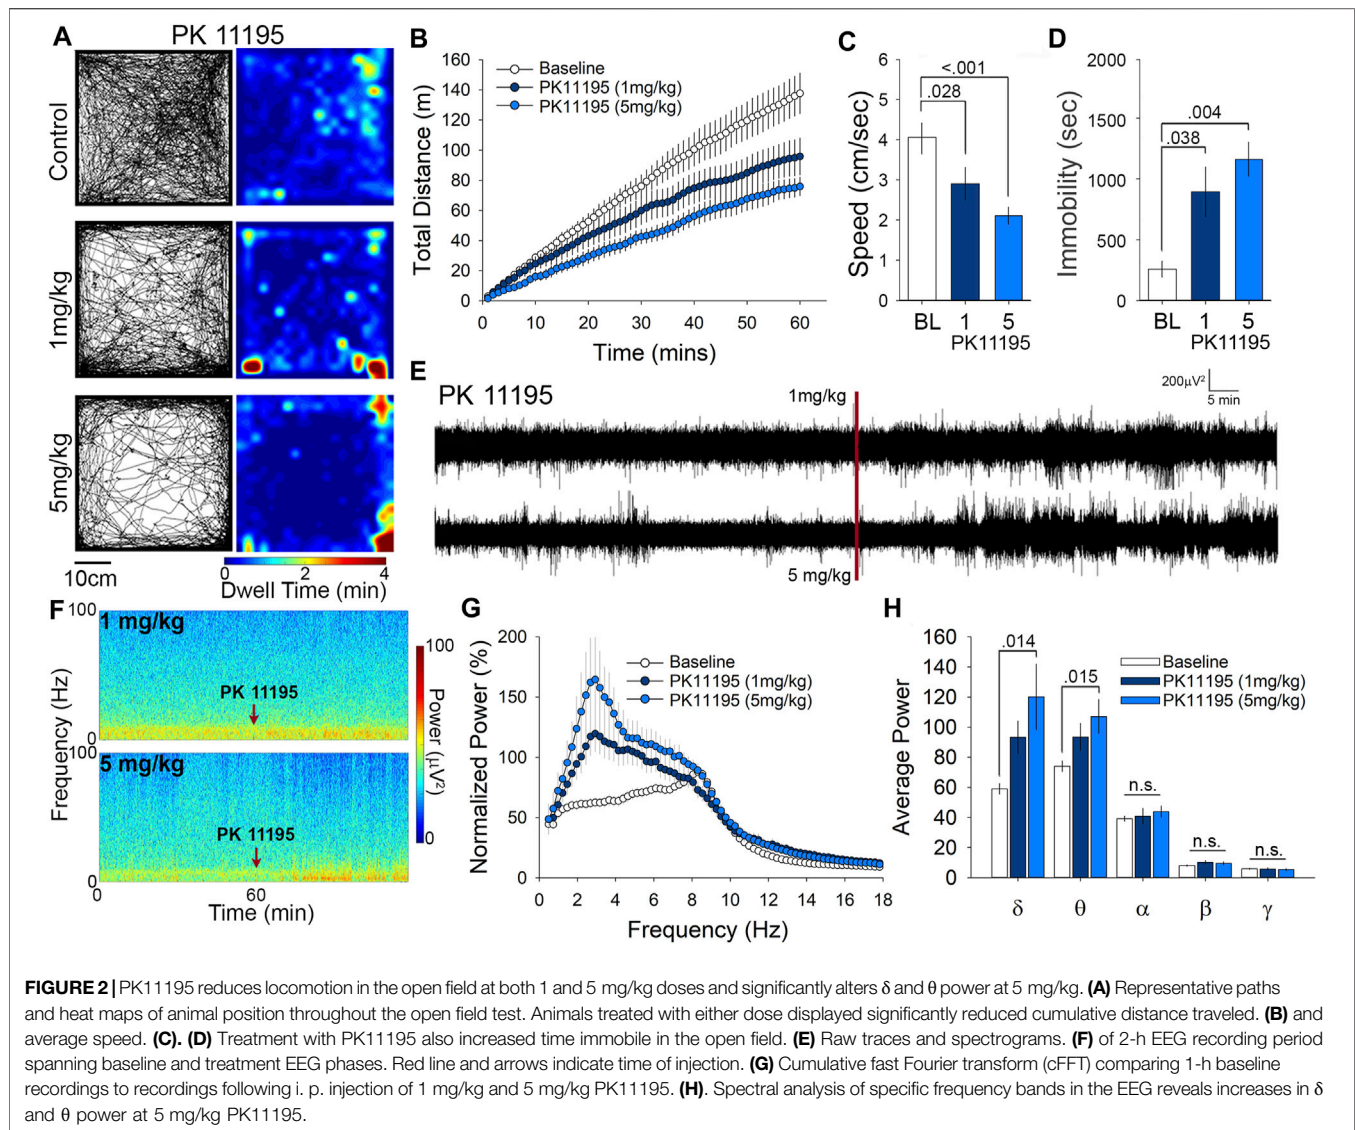 A
PK 11195
Control
1mg/kg
5mg/kg
10cm
0
2
4
Dwell Time (min)
B
Total Distance (m)
160
140
120
100
80
60
40
20
0
Baseline
PK11195 (1mg/kg)
PK11195 (5mg/kg)
0
10
20
30
40
50
60
Time (mins)
C
Speed (cm/sec)
6
5
4
3
2
1
0
<.001
.028
BL
1
5
PK11195
D
Immobility (sec)
2000
1500
1000
500
0
.004
.038
BL
1
5
PK11195
E
PK 11195
1mg/kg
200µV²
5 min
5 mg/kg
F
Frequency (Hz)
100
1 mg/kg
PK 11195
0
100
5 mg/kg
PK 11195
0
0
60
Time (min)
100
Power (µV²)
0
G
Normalized Power (%)
200
150
100
50
0
Baseline
PK11195 (1mg/kg)
PK11195 (5mg/kg)
0
2
4
6
8
10
12
14
16
18
Frequency (Hz)
H
Average Power
160
140
120
100
80
60
40
20
0
.014
.015
Baseline
PK11195 (1mg/kg)
PK11195 (5mg/kg)
n.s.
n.s.
n.s.
δ
θ
α
β
γ
FIGURE 2 | PK11195 reduces locomotion in the open field at both 1 and 5 mg/kg doses and significantly alters δ and θ power at 5 mg/kg. (A) Representative paths
and heat maps of animal position throughout the open field test. Animals treated with either dose displayed significantly reduced cumulative distance traveled. (B) and
average speed. (C). (D) Treatment with PK11195 also increased time immobile in the open field. (E) Raw traces and spectrograms. (F) of 2-h EEG recording period
spanning baseline and treatment EEG phases. Red line and arrows indicate time of injection. (G) Cumulative fast Fourier transform (cFFT) comparing 1-h baseline
recordings to recordings following i. p. injection of 1 mg/kg and 5 mg/kg PK11195. (H). Spectral analysis of specific frequency bands in the EEG reveals increases in δ
and θ power at 5 mg/kg PK11195.